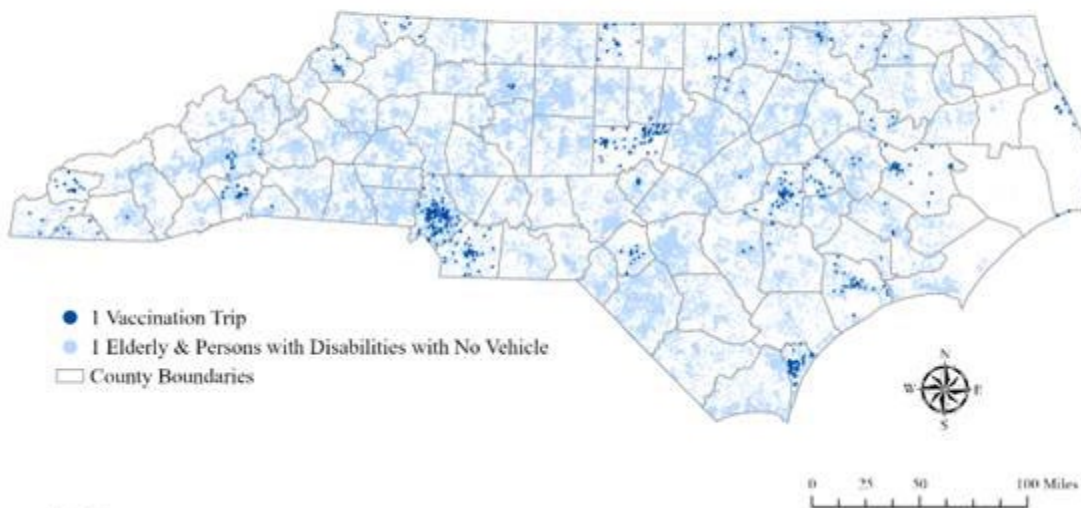 1 Vaccination Trip
1 Elderly & Persons with Disabilities with No Vehicle
County Boundaries
N
W
E
S
0 25 50 100 Miles